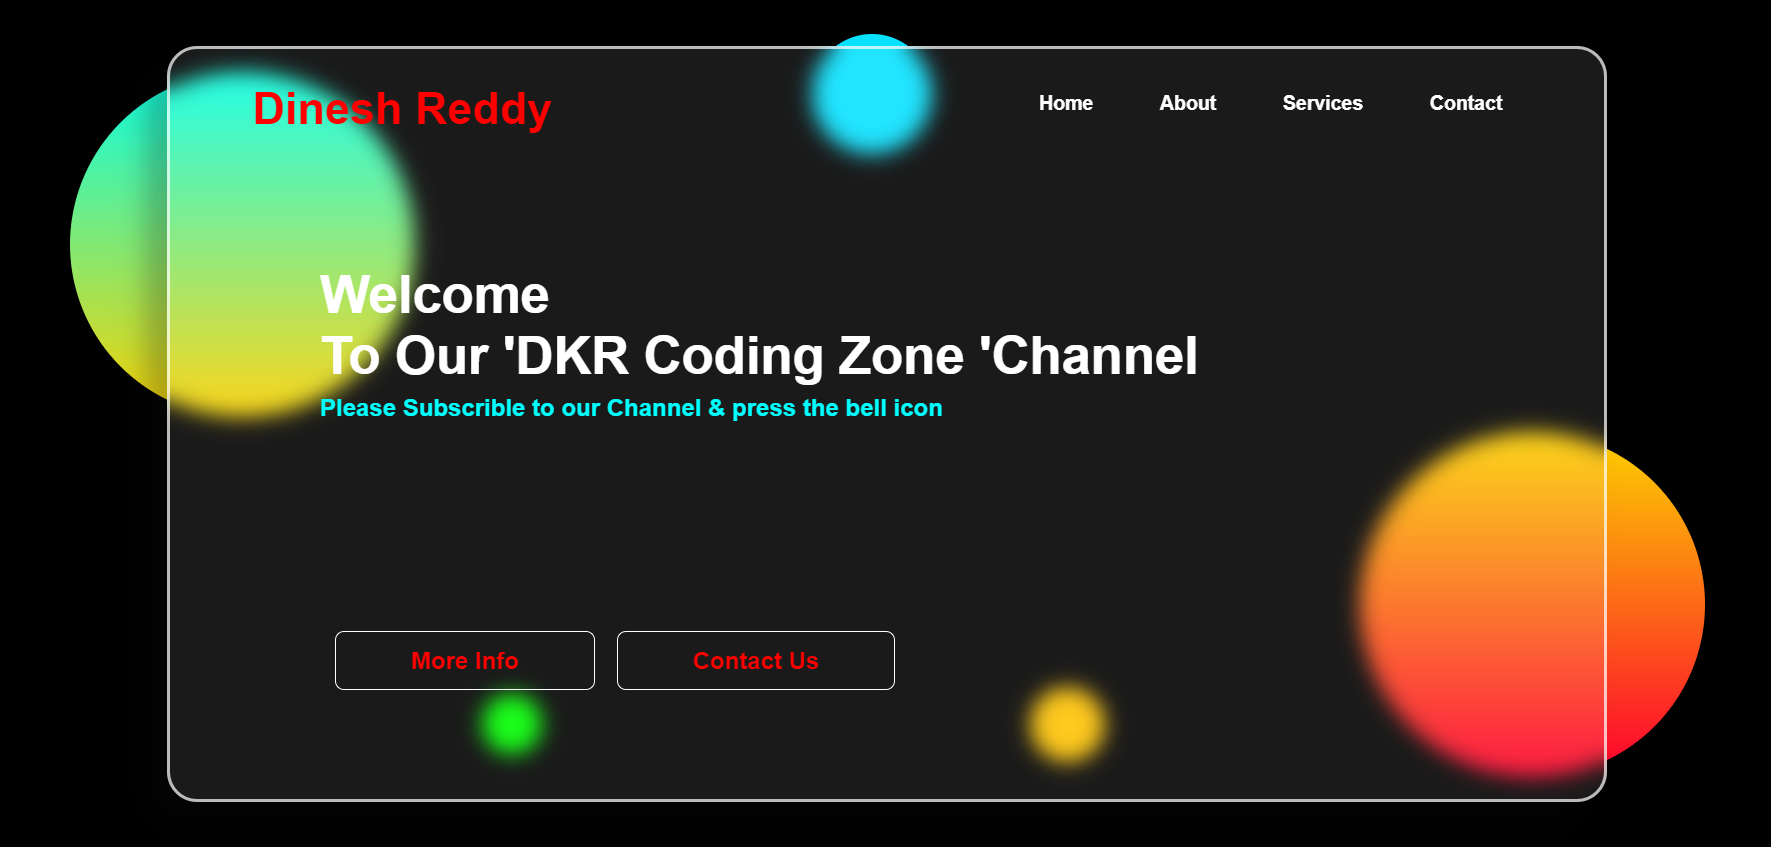 Dinesh Reddy
Home About Services Contact
Welcome
To Our 'DKR Coding Zone 'Channel
Please Subscrible to our Channel & press the bell icon
More Info Contact Us